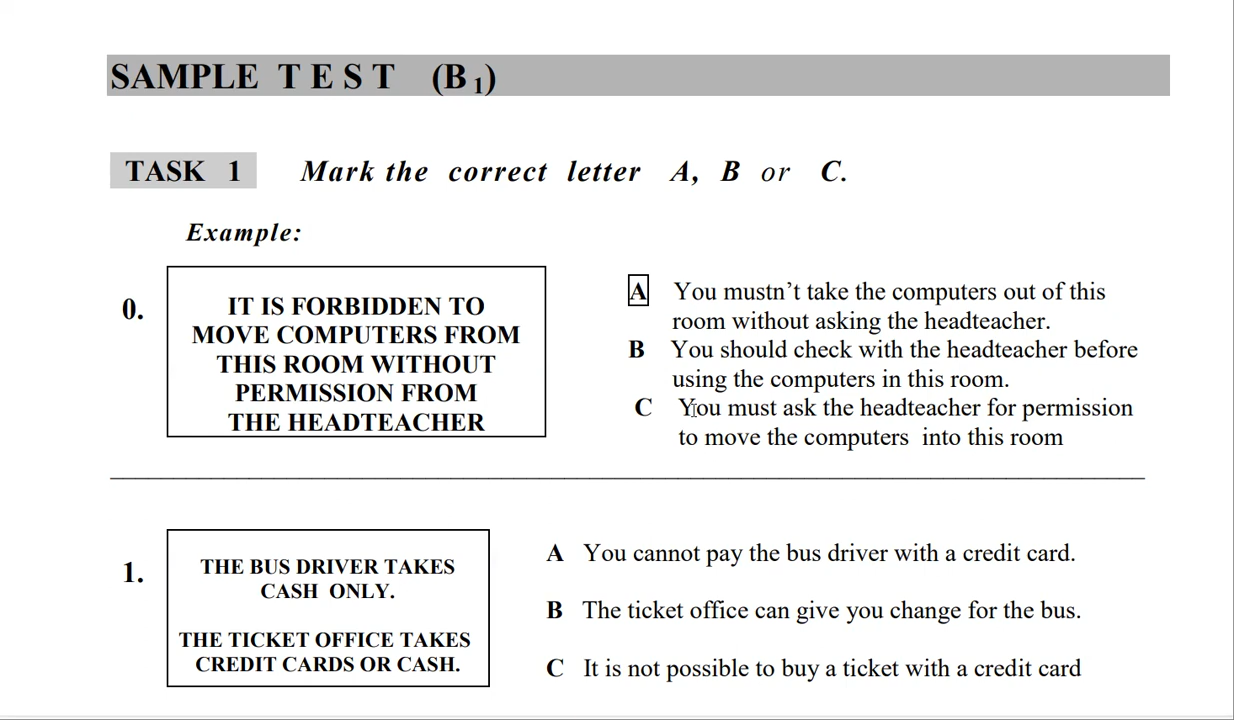 SAMPLE T E S T (B 1)
TASK 1 Mark the correct letter A, B or C.
Example:
0.
IT IS FORBIDDEN TO
MOVE COMPUTERS FROM
THIS ROOM WITHOUT
PERMISSION FROM
THE HEADTEACHER
A You mustn’t take the computers out of this
room without asking the headteacher.
B You should check with the headteacher before
using the computers in this room.
C You must ask the headteacher for permission
to move the computers into this room
1.
THE BUS DRIVER TAKES
CASH ONLY.
THE TICKET OFFICE TAKES
CREDIT CARDS OR CASH.
A You cannot pay the bus driver with a credit card.
B The ticket office can give you change for the bus.
C It is not possible to buy a ticket with a credit card